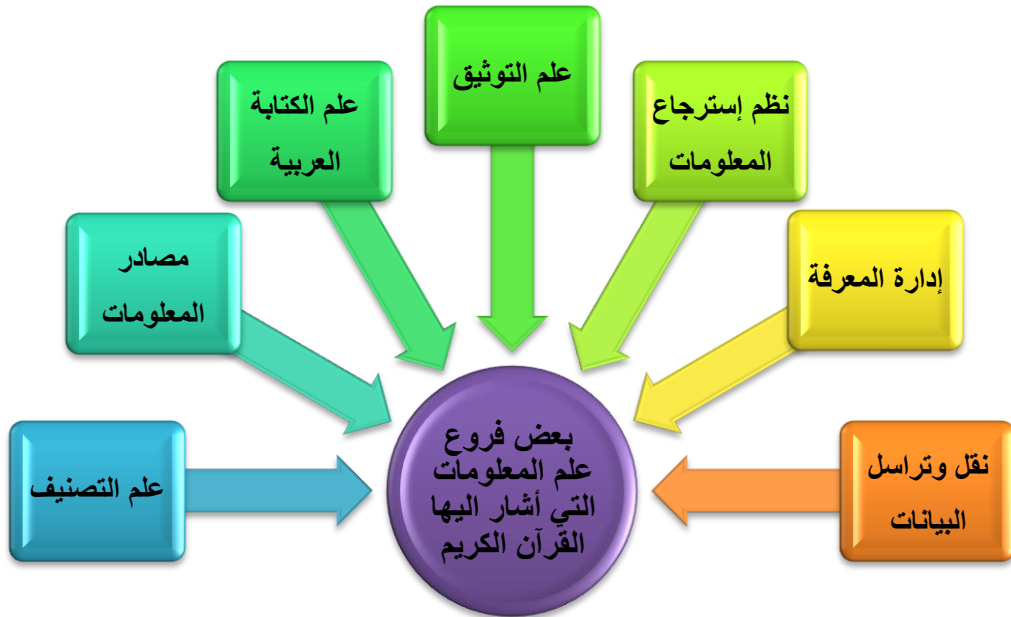 علم التوثيق
نظم إسترجاع
المعلومات
علم الكتابة
العربية
إدارة المعرفة
مصادر
المعلومات
نقل وتراسل
البيانات
علم التصنيف
بعض فروع
علم المعلومات
التي أشار اليها
القرآن الكريم